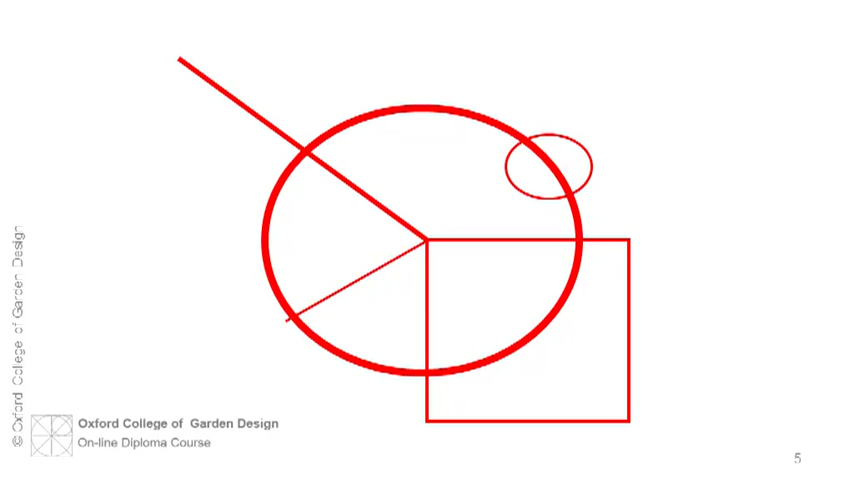 © Oxford College of Garden Design
Oxford College of Garden Design
On-line Diploma Course
5